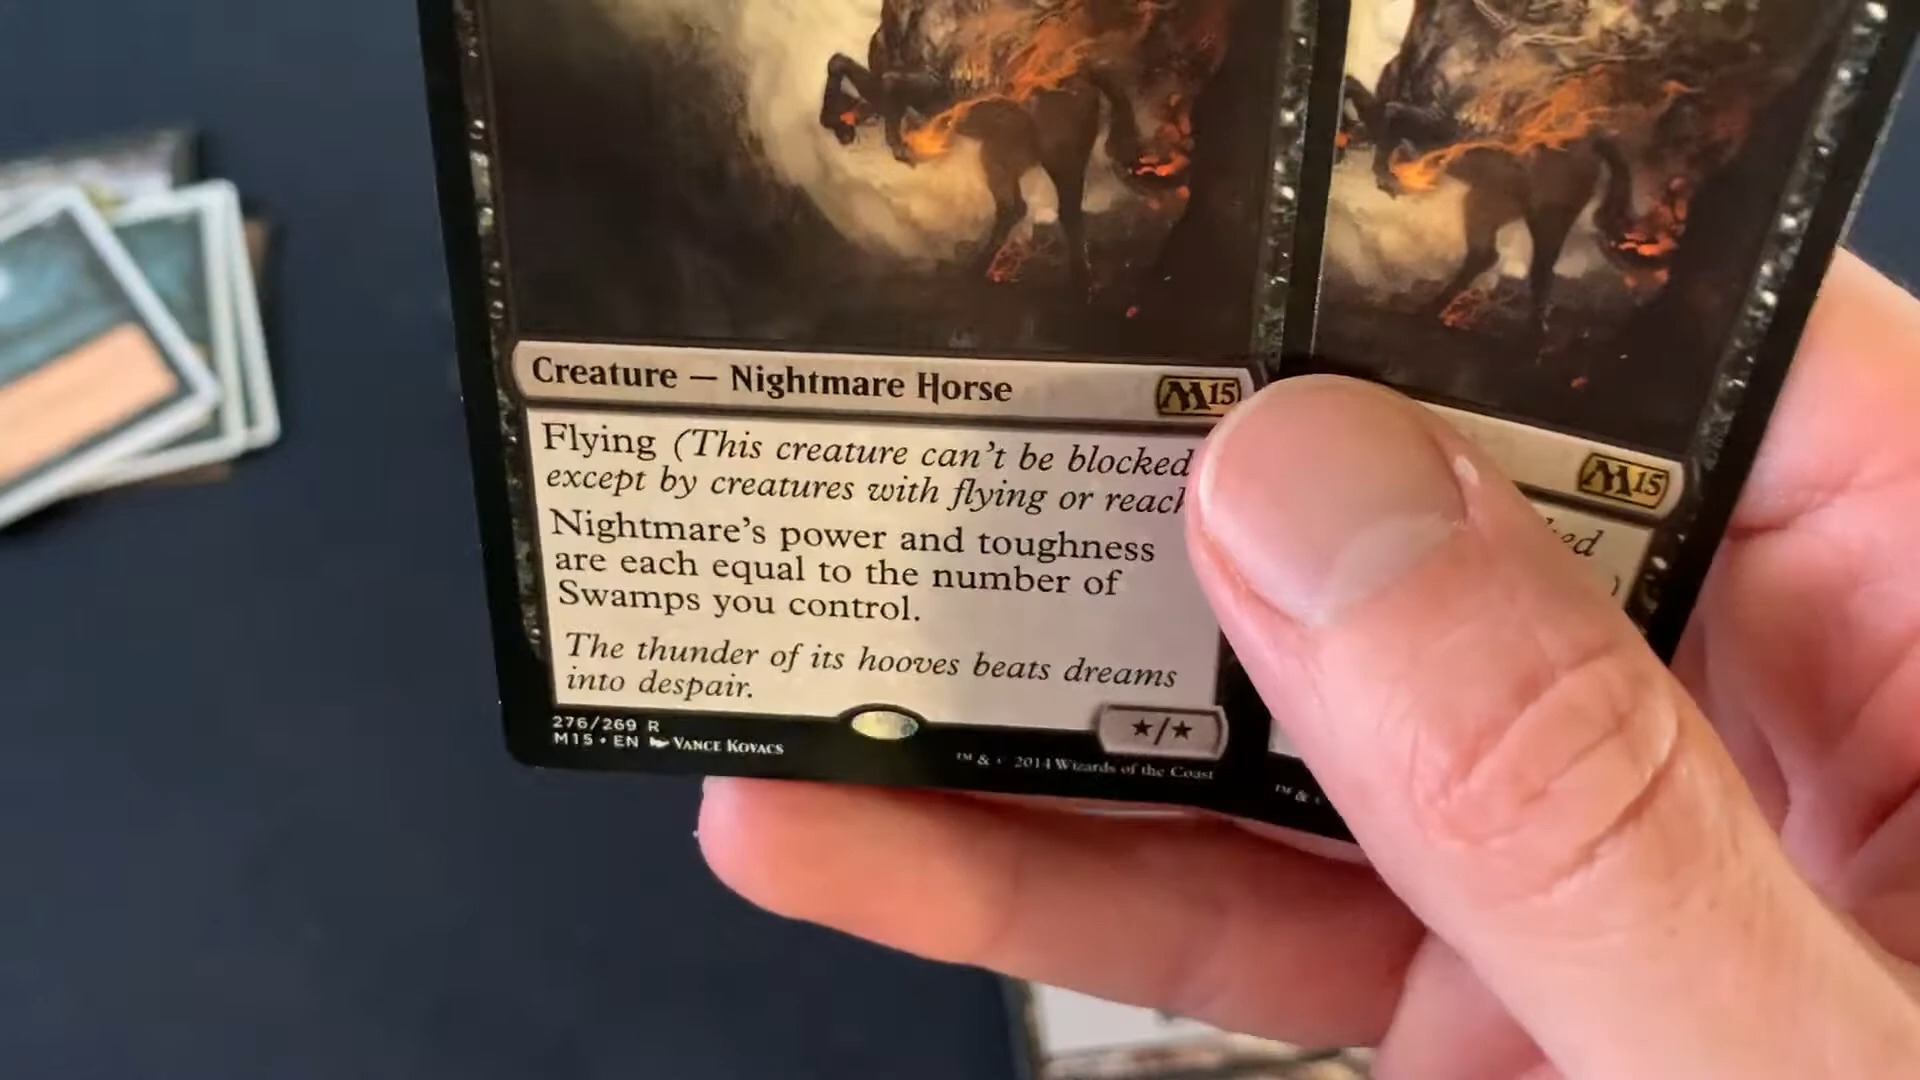 Creature — Nightmare Horse M15
Flying (This creature can't be blocked
except by creatures with flying or reach
Nightmare's power and toughness
are each equal to the number of
Swamps you control.
The thunder of its hooves beats dreams
into despair.
★/★
276/269 R
M15 • EN Vance Kovacs
™ & © 2014 Wizards of the Coast
M15
)
™ &